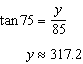 tan 75 = y/85
y ≈ 317.2